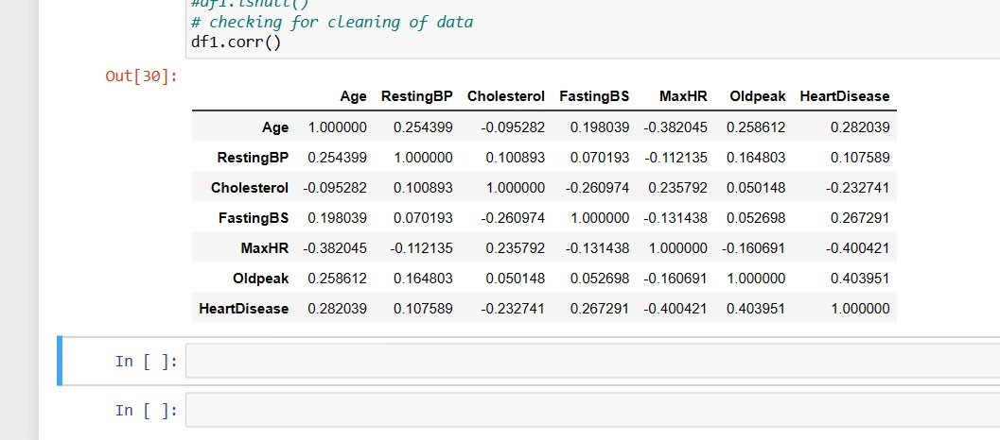 #df1.isnull()
# checking for cleaning of data
df1.corr()
Out[30]:
Age RestingBP Cholesterol FastingBS MaxHR Oldpeak HeartDisease
Age 1.000000 0.254399 -0.095282 0.198039 -0.382045 0.258612 0.282039
RestingBP 0.254399 1.000000 0.100893 0.070193 -0.112135 0.164803 0.107589
Cholesterol -0.095282 0.100893 1.000000 -0.260974 0.235792 0.050148 -0.232741
FastingBS 0.198039 0.070193 -0.260974 1.000000 -0.131438 0.052698 0.267291
MaxHR -0.382045 -0.112135 0.235792 -0.131438 1.000000 -0.160691 -0.400421
Oldpeak 0.258612 0.164803 0.050148 0.052698 -0.160691 1.000000 0.403951
HeartDisease 0.282039 0.107589 -0.232741 0.267291 -0.400421 0.403951 1.000000
In [ ]:
In [ ]: